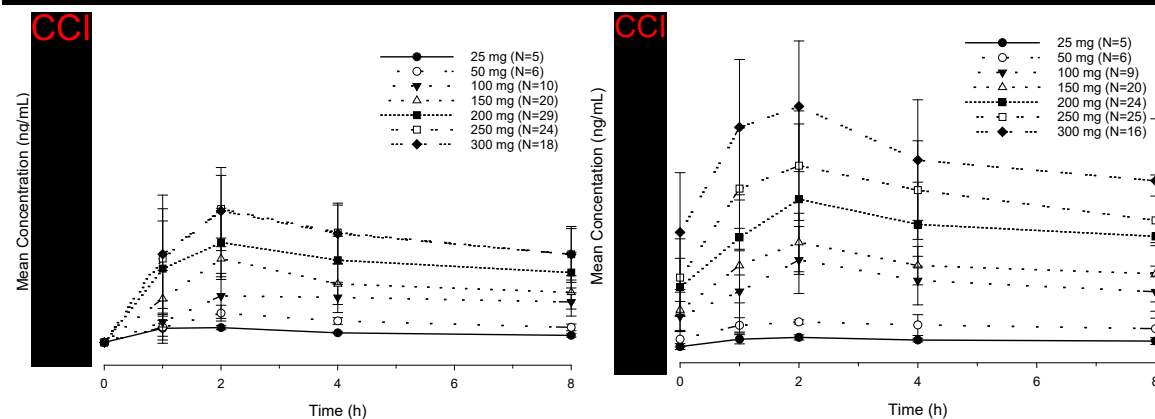 CCI
25 mg (N=5)
50 mg (N=6)
100 mg (N=10)
150 mg (N=20)
200 mg (N=29)
250 mg (N=24)
300 mg (N=18)
Mean Concentration (ng/mL)
0 2 4 6 8
Time (h)
CCI
25 mg (N=5)
50 mg (N=6)
100 mg (N=9)
150 mg (N=20)
200 mg (N=24)
250 mg (N=25)
300 mg (N=16)
Mean Concentation (ng/mL)
0 2 4 6 8
Time (h)